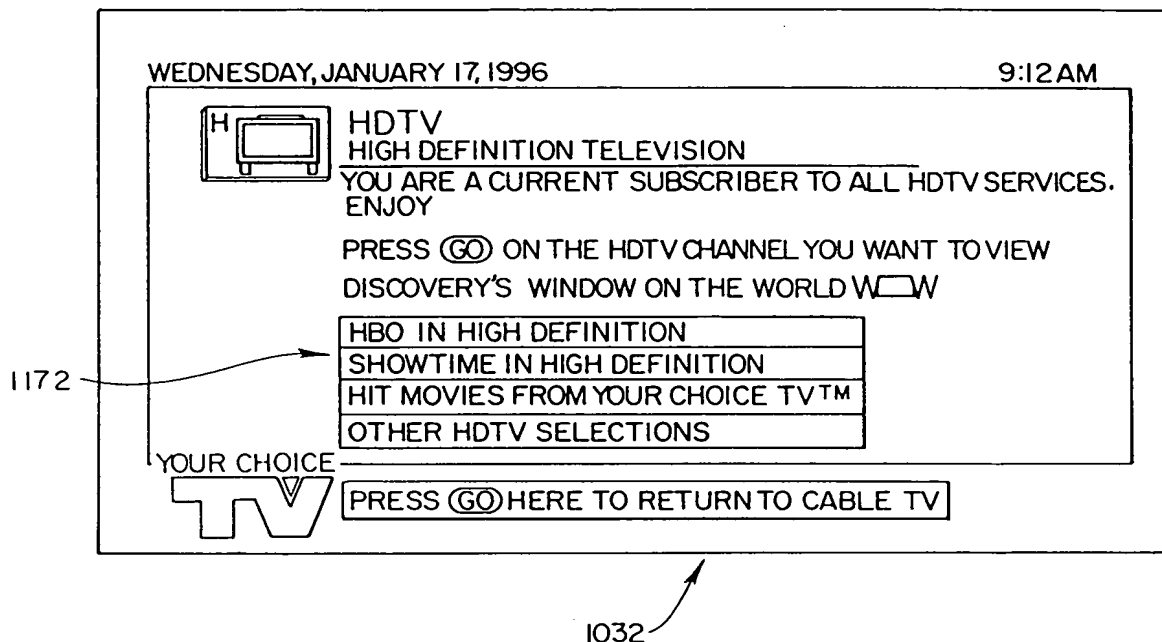 WEDNESDAY, JANUARY 17, 1996 9:12 AM
H
HDTV
HIGH DEFINITION TELEVISION
YOU ARE A CURRENT SUBSCRIBER TO ALL HDTV SERVICES.
ENJOY
PRESS GO ON THE HDTV CHANNEL YOU WANT TO VIEW
DISCOVERY'S WINDOW ON THE WORLD WOW
HBO IN HIGH DEFINITION
SHOWTIME IN HIGH DEFINITION
HIT MOVIES FROM YOUR CHOICE TV™
OTHER HDTV SELECTIONS
1172
YOUR CHOICE
TV
PRESS GO HERE TO RETURN TO CABLE TV
1032